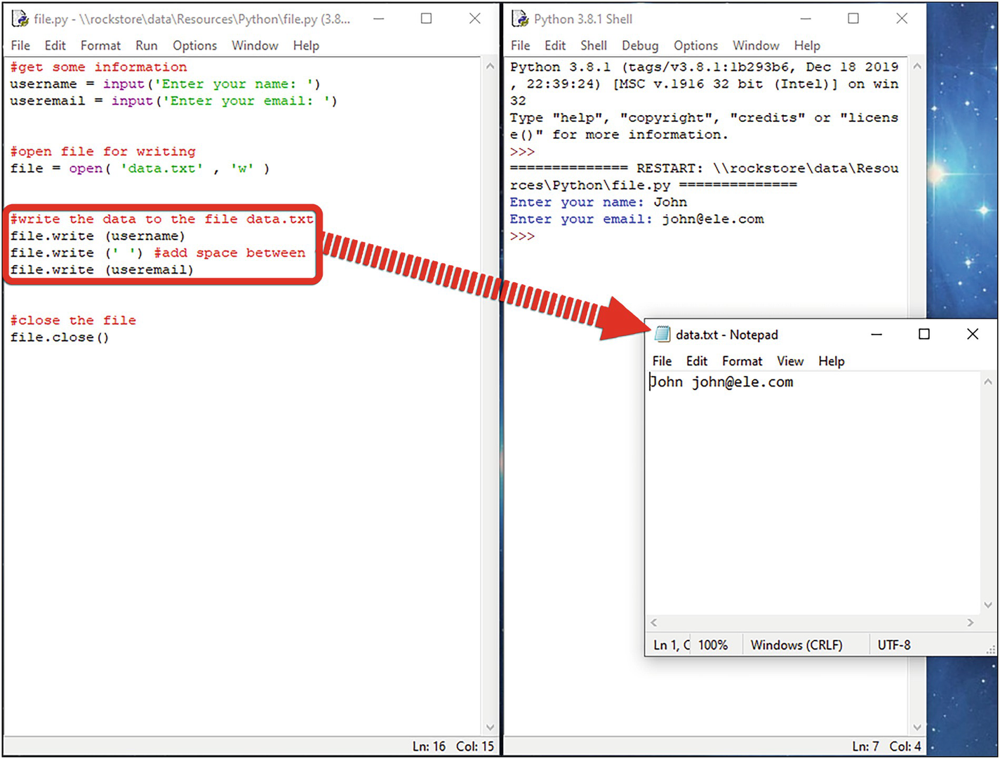 file.py - \\rockstore\data\Resources\Python\file.py (3.8...
File Edit Format Run Options Window Help
#get some information
username = input('Enter your name: ')
useremail = input('Enter your email: ')
#open file for writing
file = open( 'data.txt' , 'w' )
#write the data to the file data.txt
file.write (username)
file.write (' ') #add space between
file.write (useremail)
#close the file
file.close()
Ln: 16 Col: 15
Python 3.8.1 Shell
File Edit Shell Debug Options Window Help
Python 3.8.1 (tags/v3.8.1:1b293b6, Dec 18 2019
, 22:39:24) [MSC v.1916 32 bit (Intel)] on win
32
Type "help", "copyright", "credits" or "licens
e()" for more information.
>>>
============== RESTART: \\rockstore\data\Resou
rces\Python\file.py ==============
Enter your name: John
Enter your email: john@ele.com
>>>
Ln: 7 Col: 4
data.txt - Notepad
File Edit Format View Help
John john@ele.com
Ln 1, C 100% Windows (CRLF) UTF-8